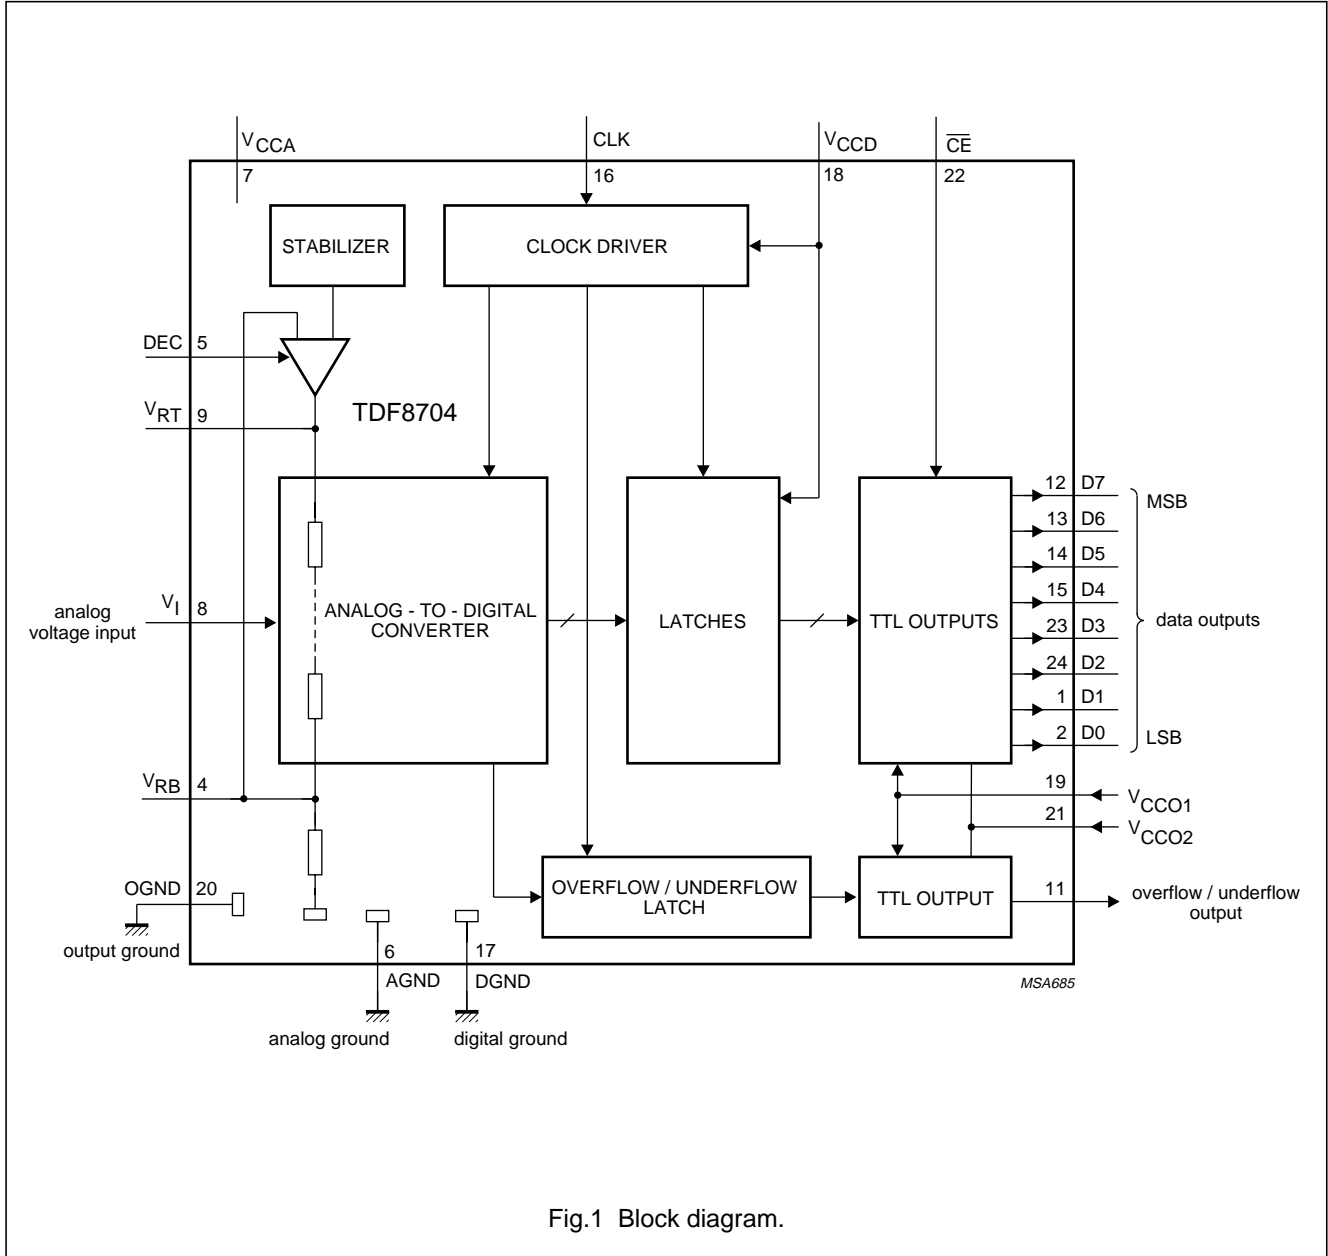 VCCA
CLK
VCCD
CE
7
16
18
22
STABILIZER
CLOCK DRIVER
DEC 5
VRT 9
TDF8704
12 D7
MSB
13 D6
14 D5
15 D4
23 D3
24 D2
1 D1
2 D0
LSB
data outputs
analog
voltage input
VI 8
ANALOG - TO - DIGITAL
CONVERTER
LATCHES
TTL OUTPUTS
VRB 4
19
VCCO1
21
VCCO2
OGND 20
output ground
OVERFLOW / UNDERFLOW
LATCH
TTL OUTPUT
11
overflow / underflow
output
6
17
AGND
DGND
MSA685
analog ground
digital ground
Fig.1 Block diagram.